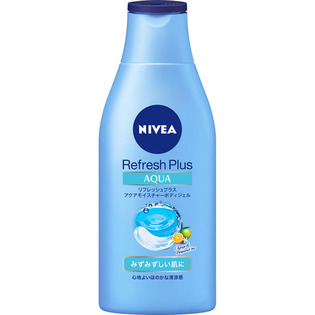 NIVEA
Refresh Plus
AQUA
リフレッシュプラス
アクアモイスチャーボディジェル
みずみずしい肌に
心地よいほのかな清涼感